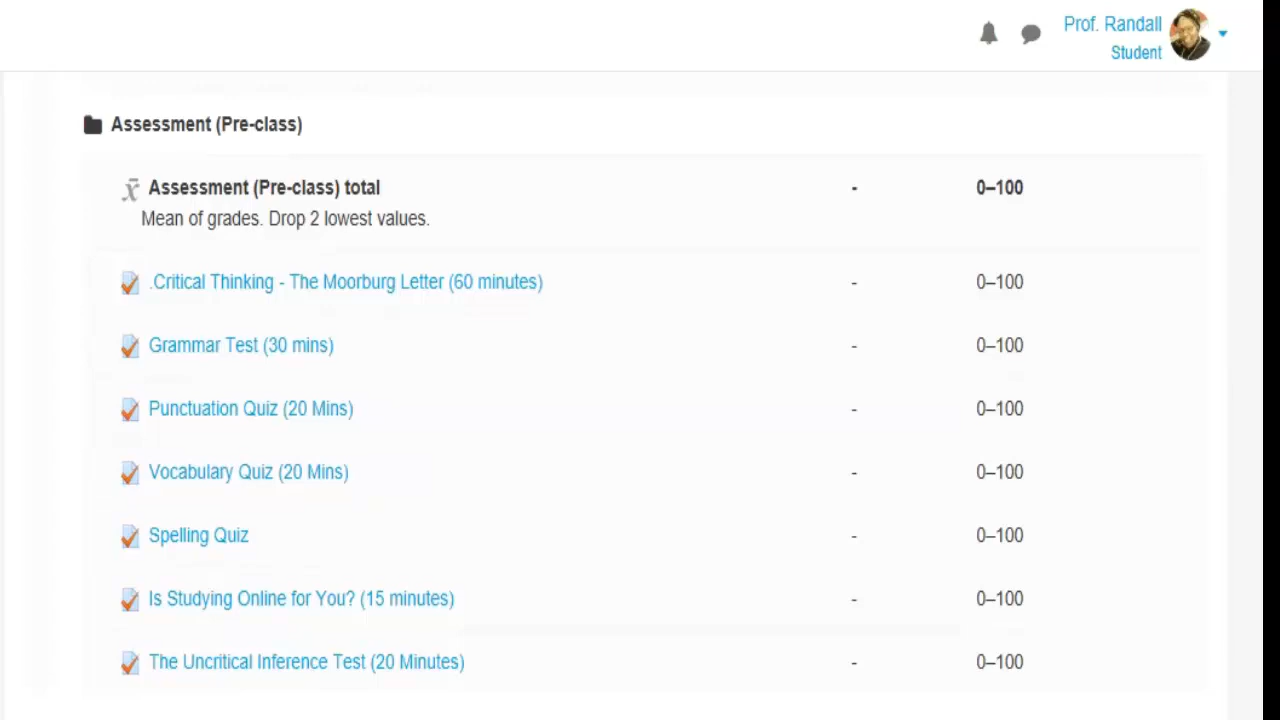 Prof. Randall
Student
Assessment (Pre-class)
x̄ Assessment (Pre-class) total - 0–100
Mean of grades. Drop 2 lowest values.
.Critical Thinking - The Moorburg Letter (60 minutes) - 0–100
Grammar Test (30 mins) - 0–100
Punctuation Quiz (20 Mins) - 0–100
Vocabulary Quiz (20 Mins) - 0–100
Spelling Quiz - 0–100
Is Studying Online for You? (15 minutes) - 0–100
The Uncritical Inference Test (20 Minutes) - 0–100